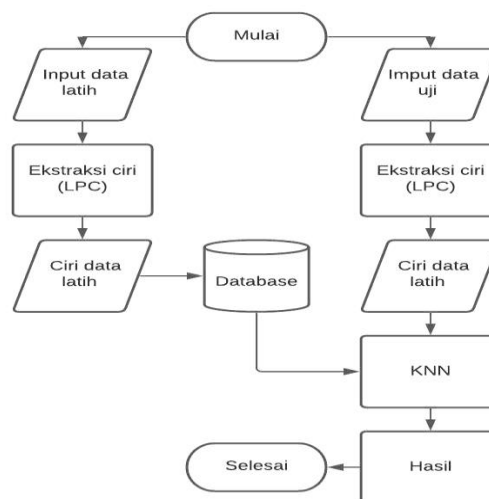 Mulai
Input data
latih
Imput data
uji
Ekstraksi ciri
(LPC)
Ekstraksi ciri
(LPC)
Ciri data
latih
Database
Ciri data
latih
KNN
Selesai
Hasil